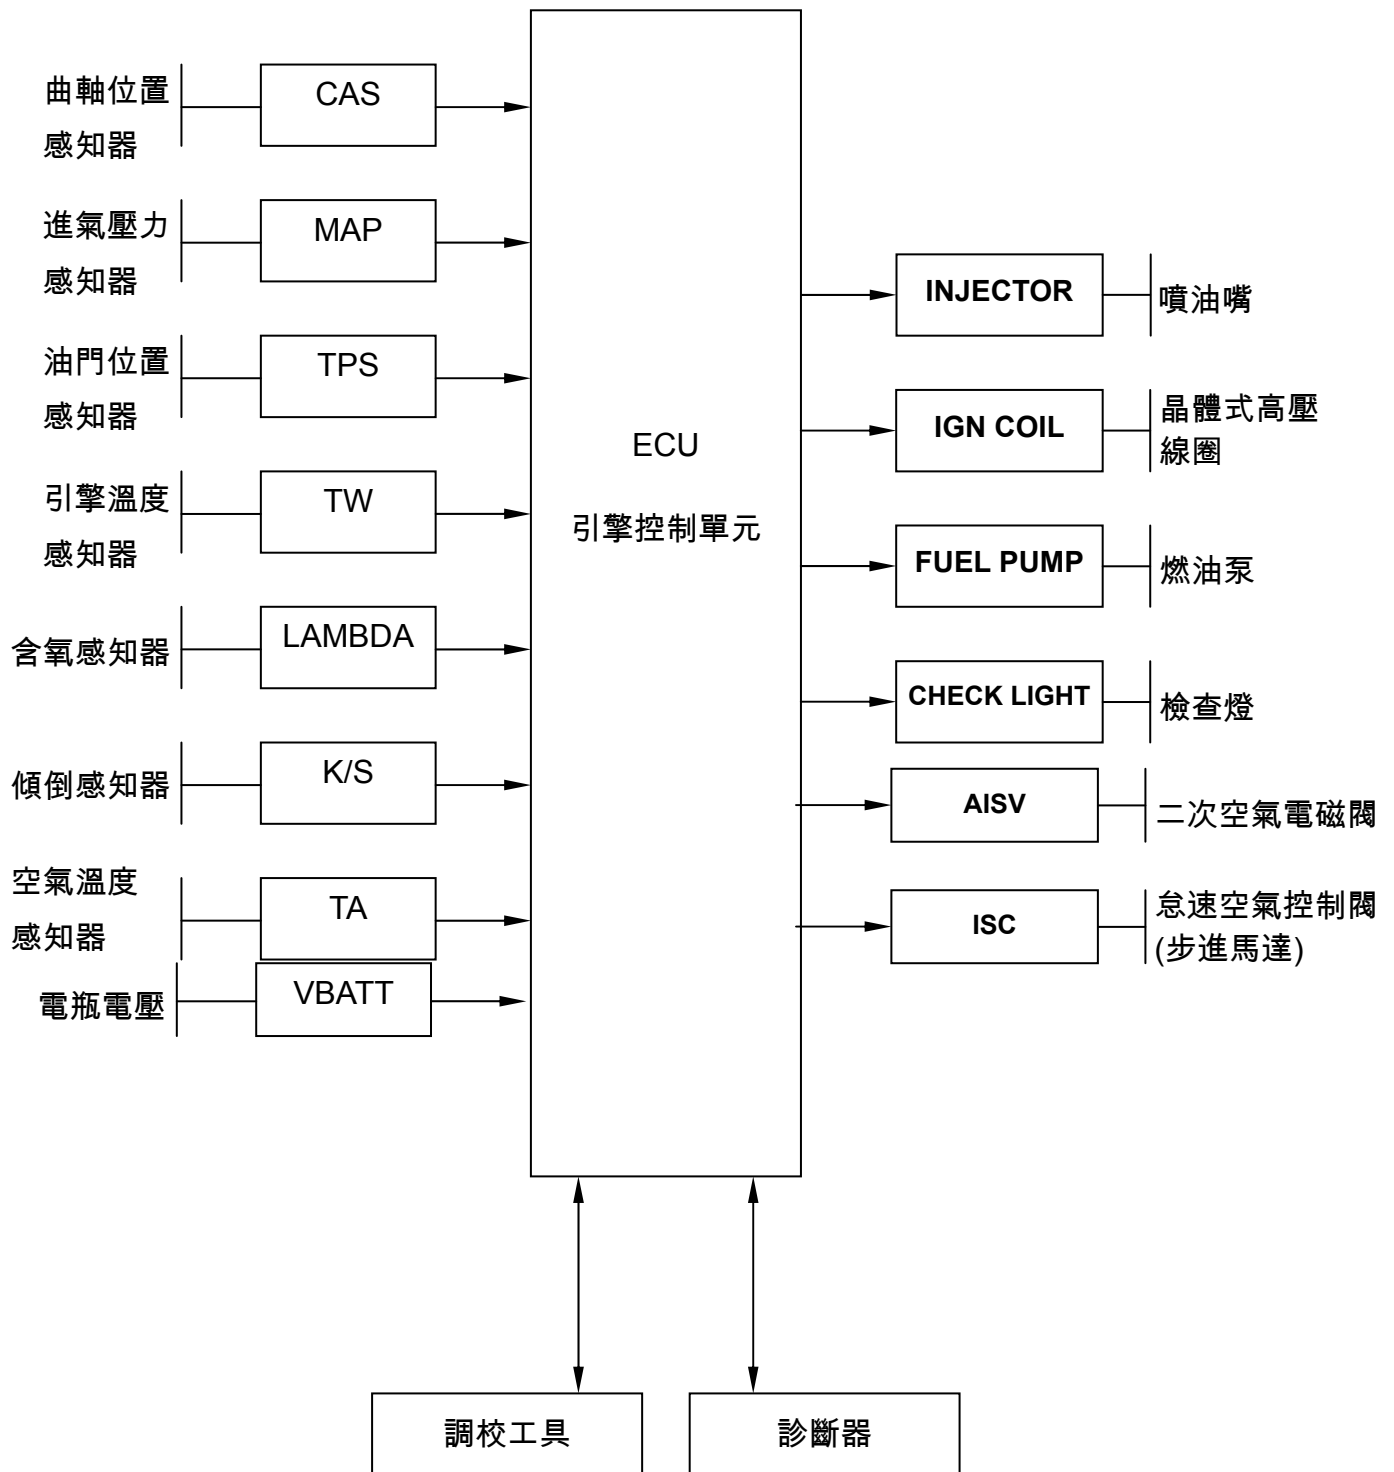 曲軸位置
感知器
CAS
進氣壓力
感知器
MAP
油門位置
感知器
TPS
引擎溫度
感知器
TW
含氧感知器
LAMBDA
傾倒感知器
K/S
空氣溫度
感知器
TA
電瓶電壓
VBATT
ECU
引擎控制單元
INJECTOR
噴油嘴
IGN COIL
晶體式高壓
線圈
FUEL PUMP
燃油泵
CHECK LIGHT
檢查燈
AISV
二次空氣電磁閥
ISC
怠速空氣控制閥
(步進馬達)
調校工具
診斷器